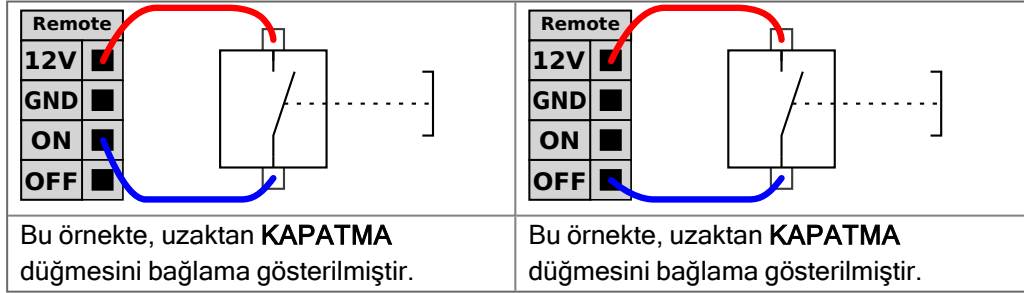 Remote
12V
GND
ON
OFF
Bu örnekte, uzaktan KAPATMA
düğmesini bağlama gösterilmiştir.
Remote
12V
GND
ON
OFF
Bu örnekte, uzaktan KAPATMA
düğmesini bağlama gösterilmiştir.